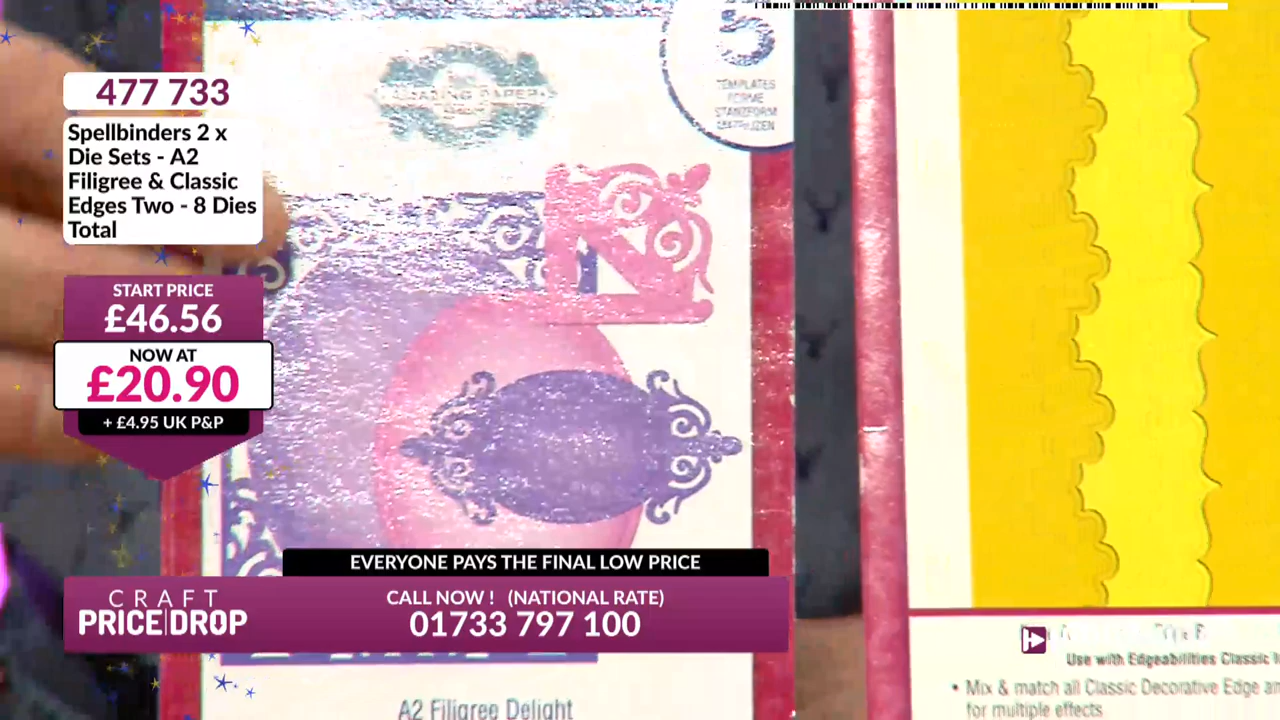 477 733
Spellbinders 2 x
Die Sets - A2
Filigree & Classic
Edges Two - 8 Dies
Total
START PRICE
£46.56
NOW AT
£20.90
+ £4.95 UK P&P
5
TEMPLATES
FORME
STANZFORM
EVERYONE PAYS THE FINAL LOW PRICE
CRAFT
PRICE DROP
CALL NOW ! (NATIONAL RATE)
01733 797 100
A2 Filigree Delight
Use with Edgeabilities Classic
• Mix & match all Classic Decorative Edge
for multiple effects